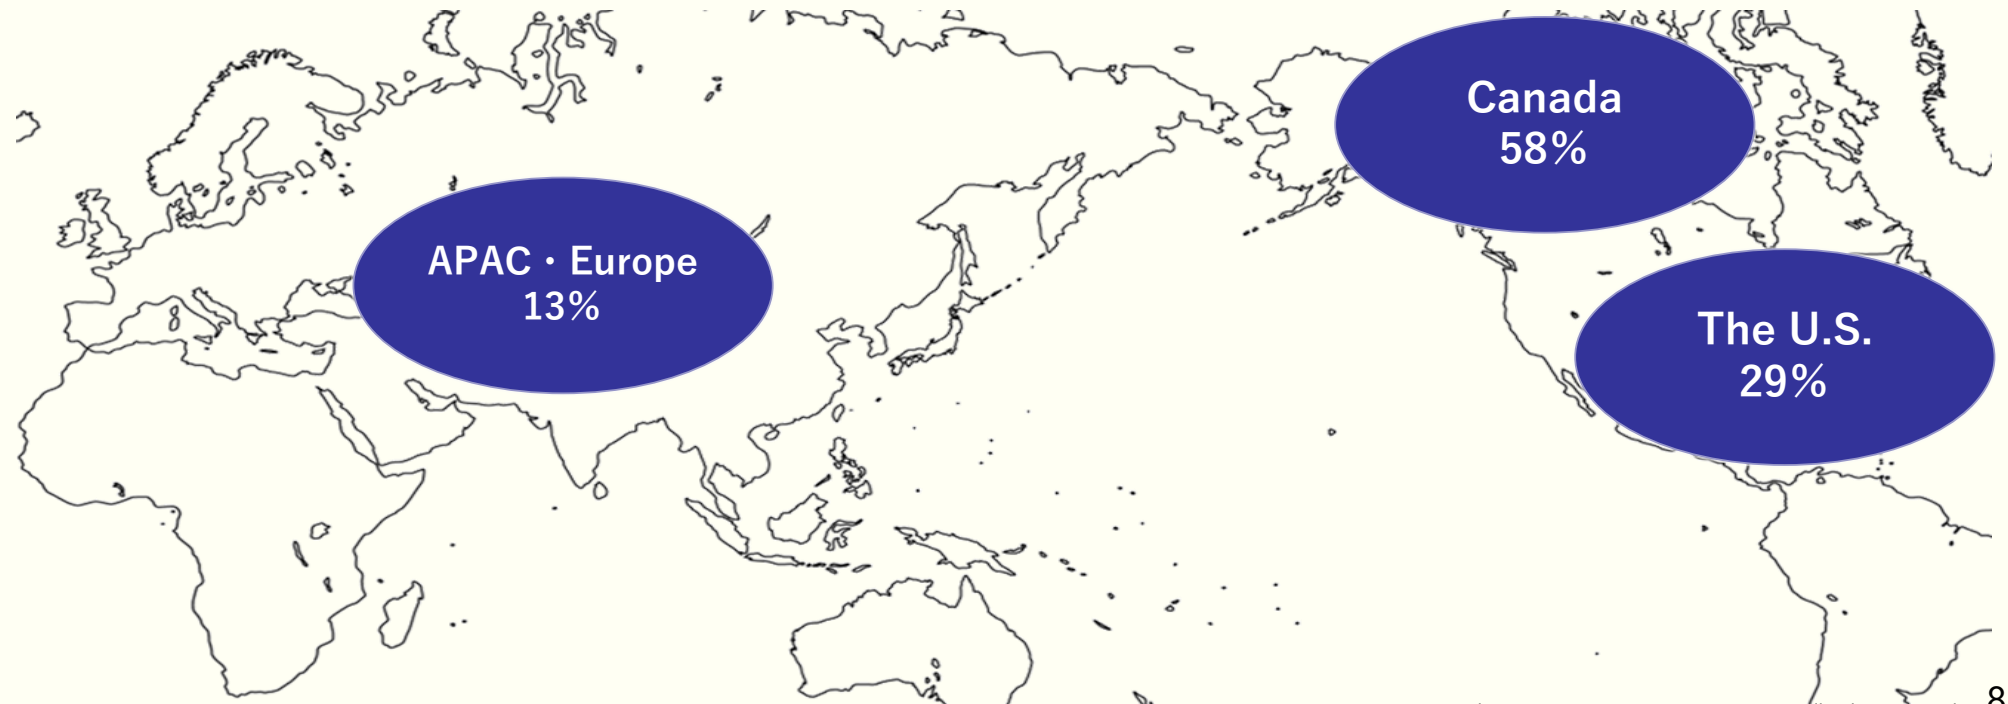 Canada
58%
APAC・Europe
13%
The U.S.
29%
8